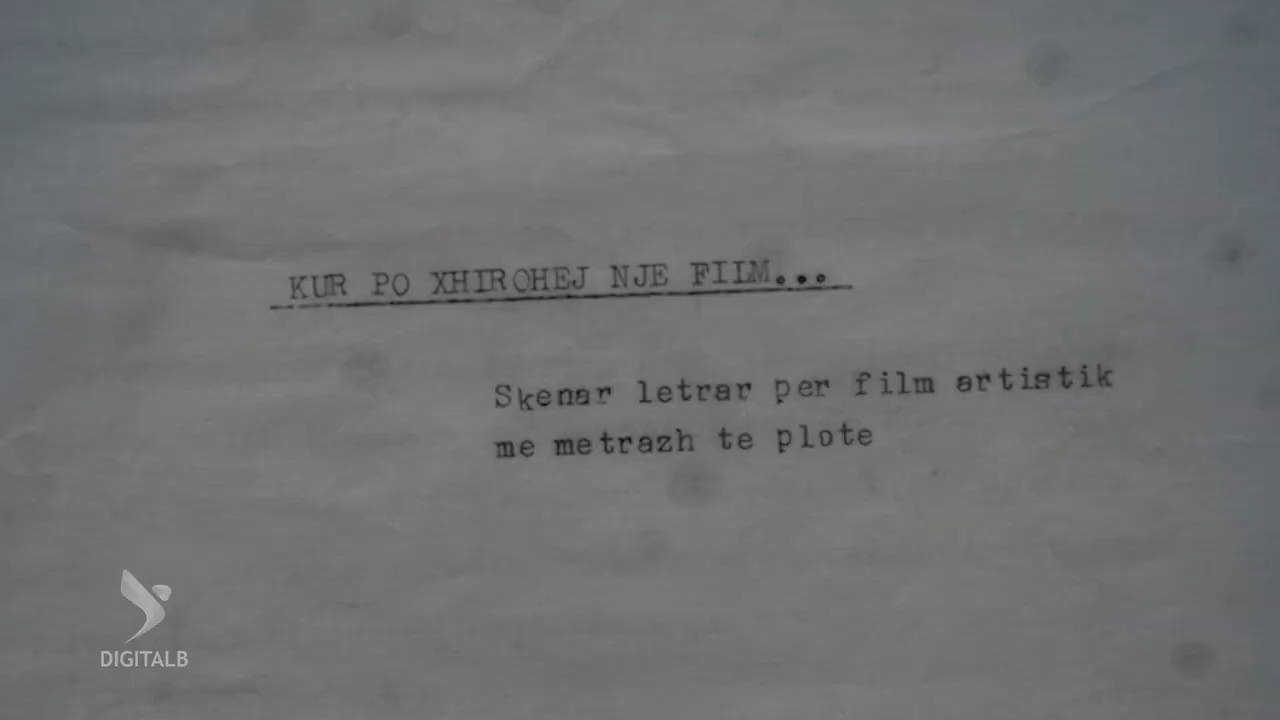 KUR PO XHIROHEJ NJE FILM...
Skenar letrar per film artistik
me metrazh te plote
DIGITALB